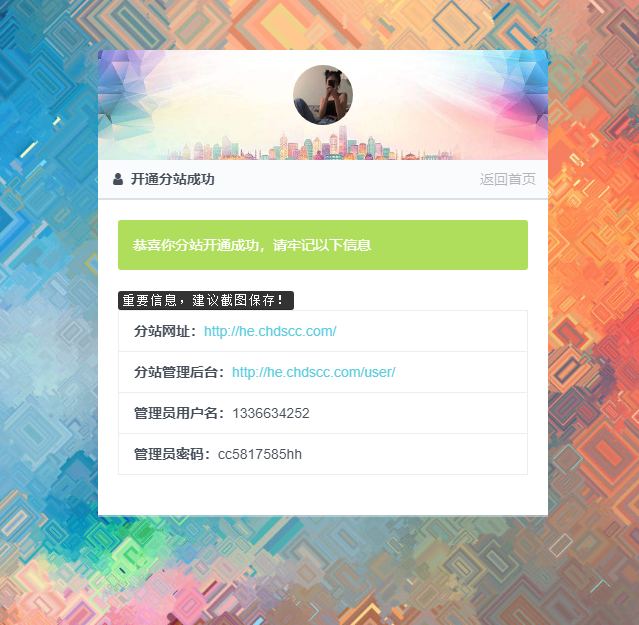 开通分站成功 返回首页
恭喜你分站开通成功，请牢记以下信息
重要信息，建议截图保存！
分站网址：http://he.chdscc.com/
分站管理后台：http://he.chdscc.com/user/
管理员用户名：1336634252
管理员密码：cc5817585hh